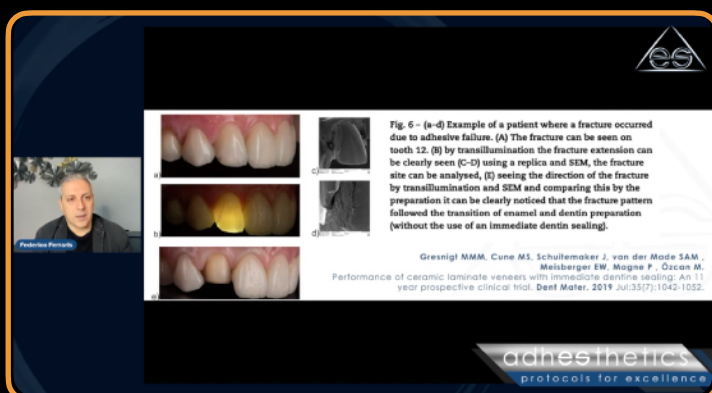 es
Fig. 6 – (a-d) Example of a patient where a fracture occurred
due to adhesive failure. (A) The fracture can be seen on
tooth 12. (B) by transillumination the fracture extension can
be clearly seen (C-D) using a replica and SEM, the fracture
site can be analysed, (E) seeing the direction of the fracture
by transillumination and SEM and comparing this by the
preparation it can be clearly noticed that the fracture pattern
followed the transition of enamel and dentin preparation
(without the use of an immediate dentin sealing).
a)
c)
b)
d)
e)
Federico Ferraris
Gresnigt MMM, Cune MS, Schuitemaker J, van der Made SAM ,
Meisberger EW, Magne P , Özcan M.
Performance of ceramic laminate veneers with immediate dentine sealing: An 11
year prospective clinical trial. Dent Mater. 2019 Jul;35(7):1042-1052.
adhesthetics
protocols for excellence